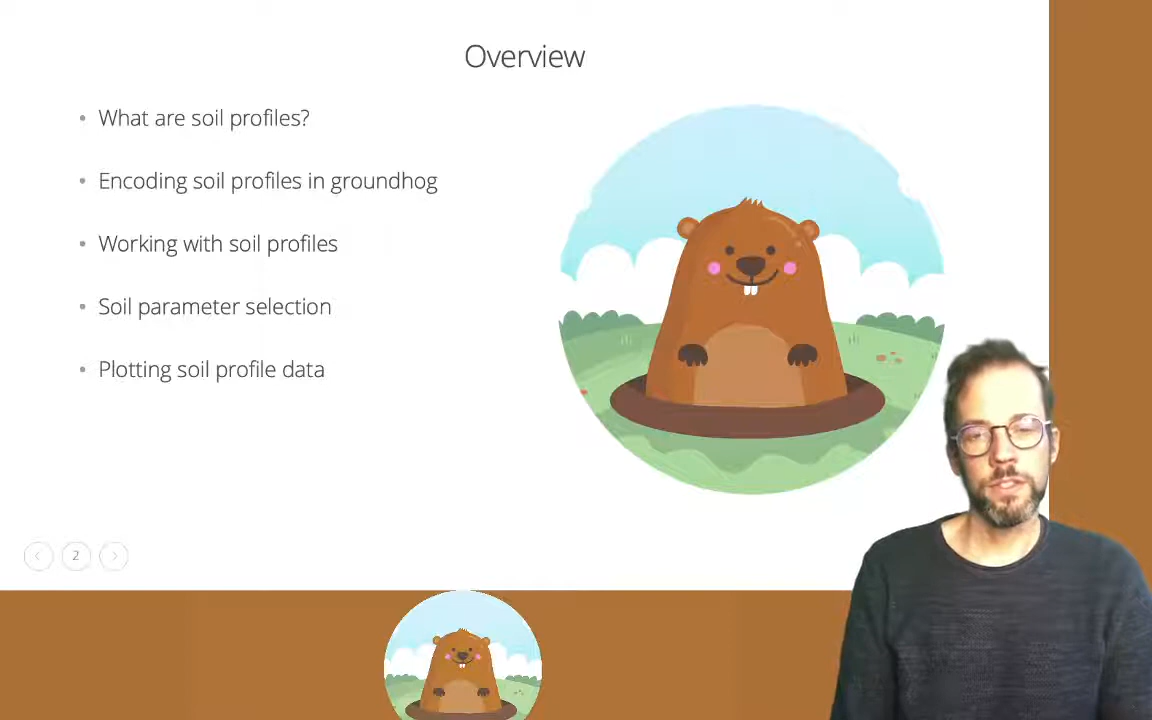 Overview
What are soil profiles?
Encoding soil profiles in groundhog
Working with soil profiles
Soil parameter selection
Plotting soil profile data
2